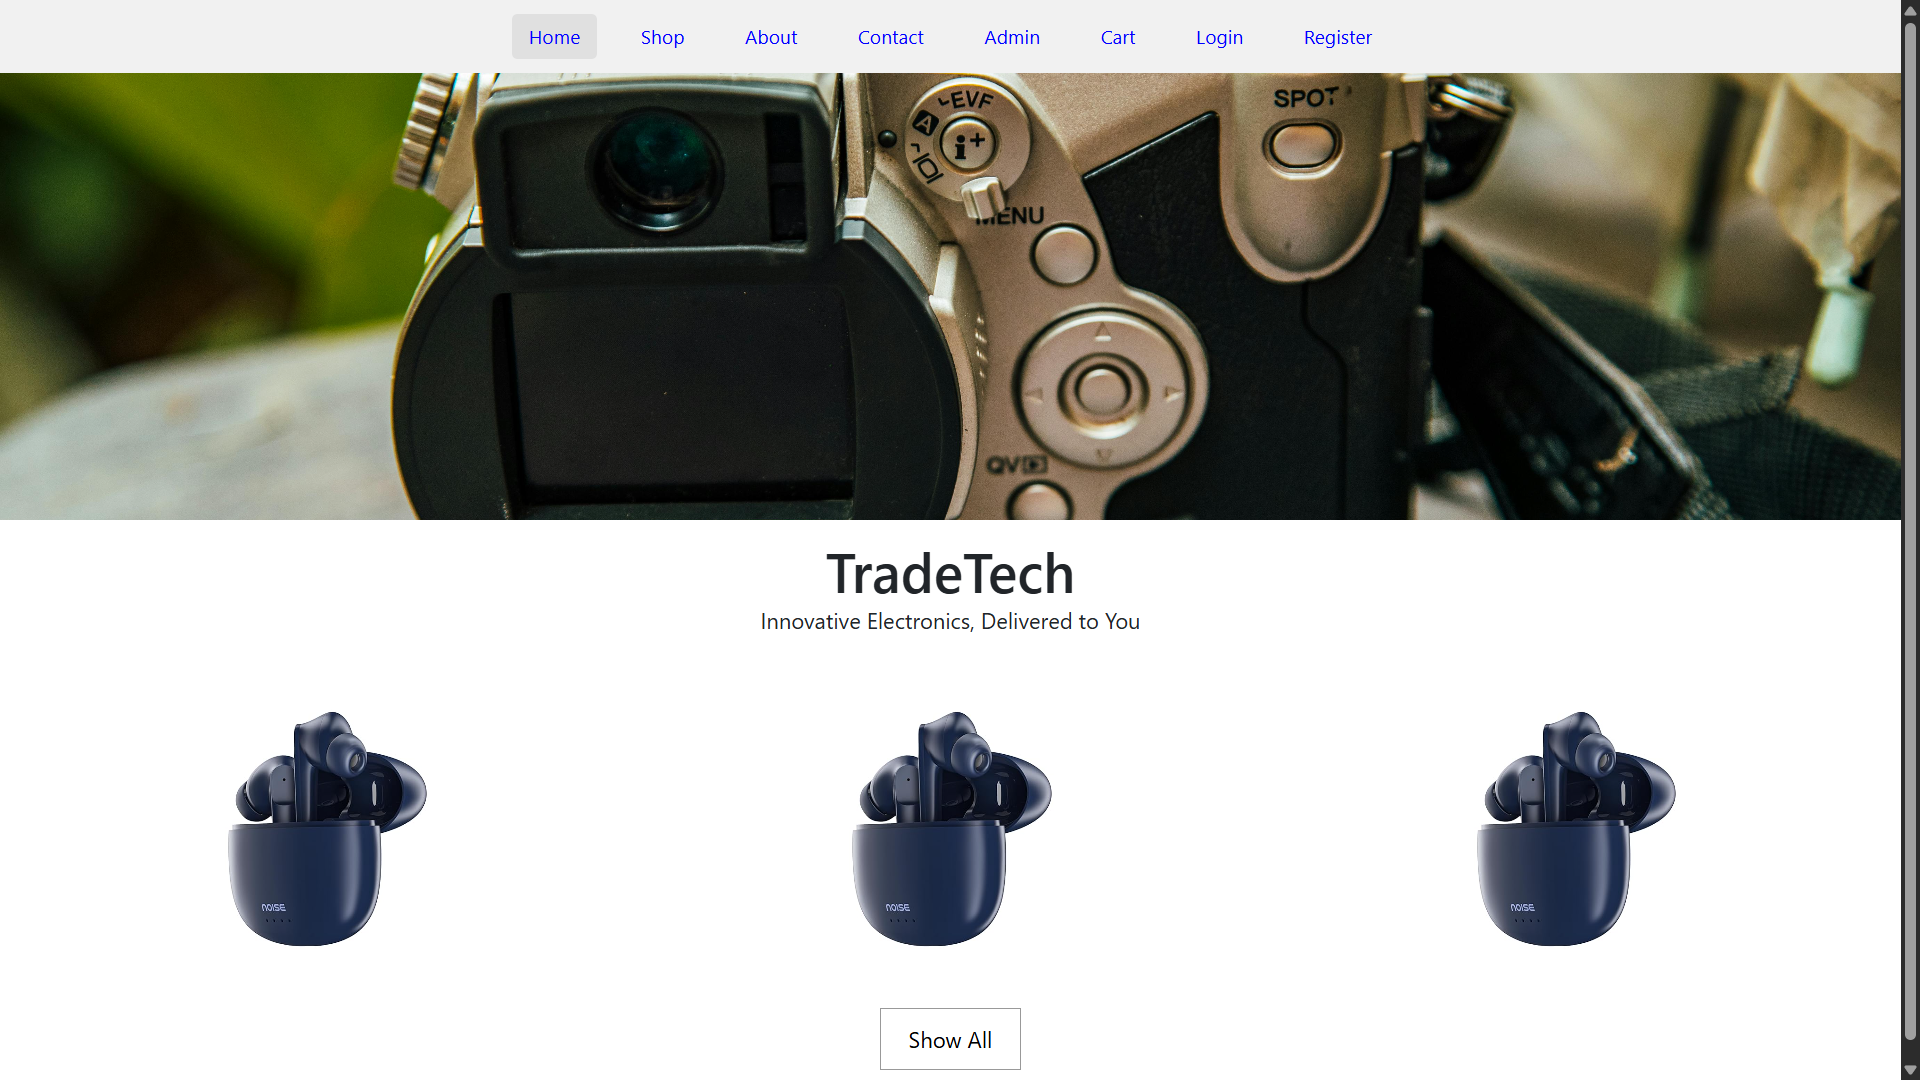 Home Shop About Contact Admin Cart Login Register
EVF
A
i+
SPOT
MENU
QV
TradeTech
Innovative Electronics, Delivered to You
noise noise noise
Show All